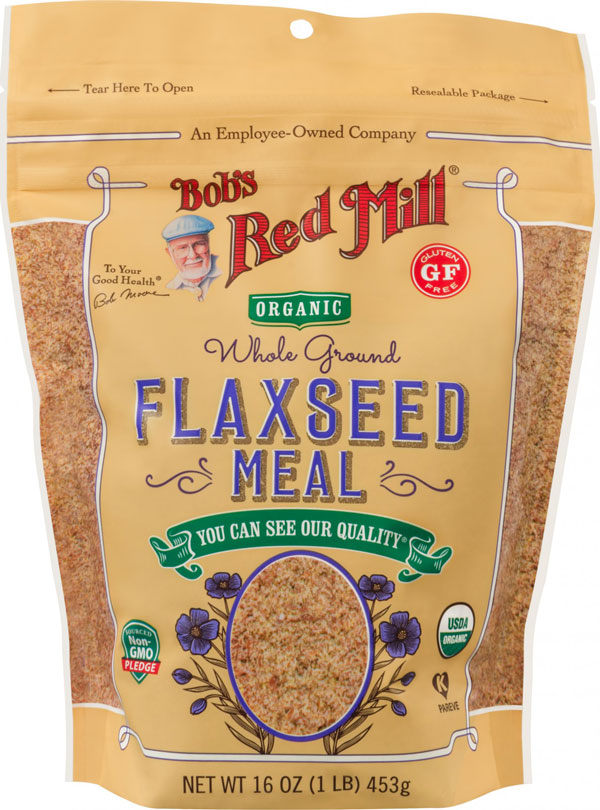 Tear Here To Open
Resealable Package
An Employee-Owned Company
Bob's
Red Mill®
To Your
Good Health®
Bob Moore
GLUTEN
GF
FREE
ORGANIC
Whole Ground
FLAXSEED
MEAL
YOU CAN SEE OUR QUALITY®
SOURCED
Non-
GMO
PLEDGE
USDA
ORGANIC
K
PAREVE
NET WT 16 OZ (1 LB) 453g